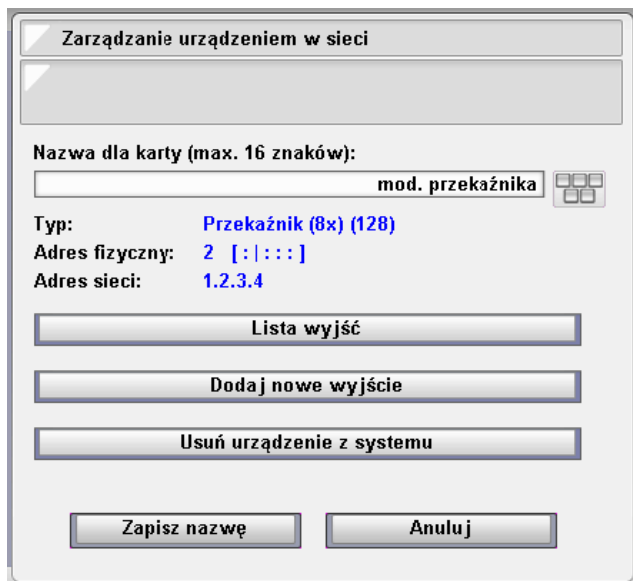 Zarządzanie urządzeniem w sieci
Nazwa dla karty (max. 16 znaków):
mod. przekaźnika
Typ: Przekaźnik (8x) (128)
Adres fizyczny: 2 [:|:::]
Adres sieci: 1.2.3.4
Lista wyjść
Dodaj nowe wyjście
Usuń urządzenie z systemu
Zapisz nazwę Anuluj